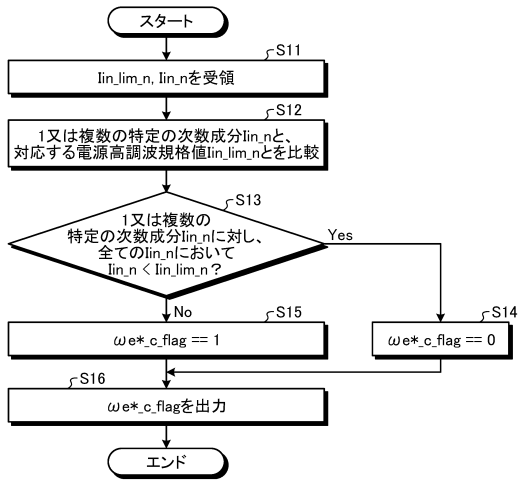 スタート
S11
Iin_lim_n, Iin_nを受領
S12
1又は複数の特定の次数成分Iin_nと、
対応する電源高調波規格値Iin_lim_nとを比較
S13
1又は複数の
特定の次数成分Iin_nに対し、
全てのIin_nにおいて
Iin_n < Iin_lim_n？
Yes
No
S15
ωe*_c_flag == 1
S14
ωe*_c_flag == 0
S16
ωe*_c_flagを出力
エンド